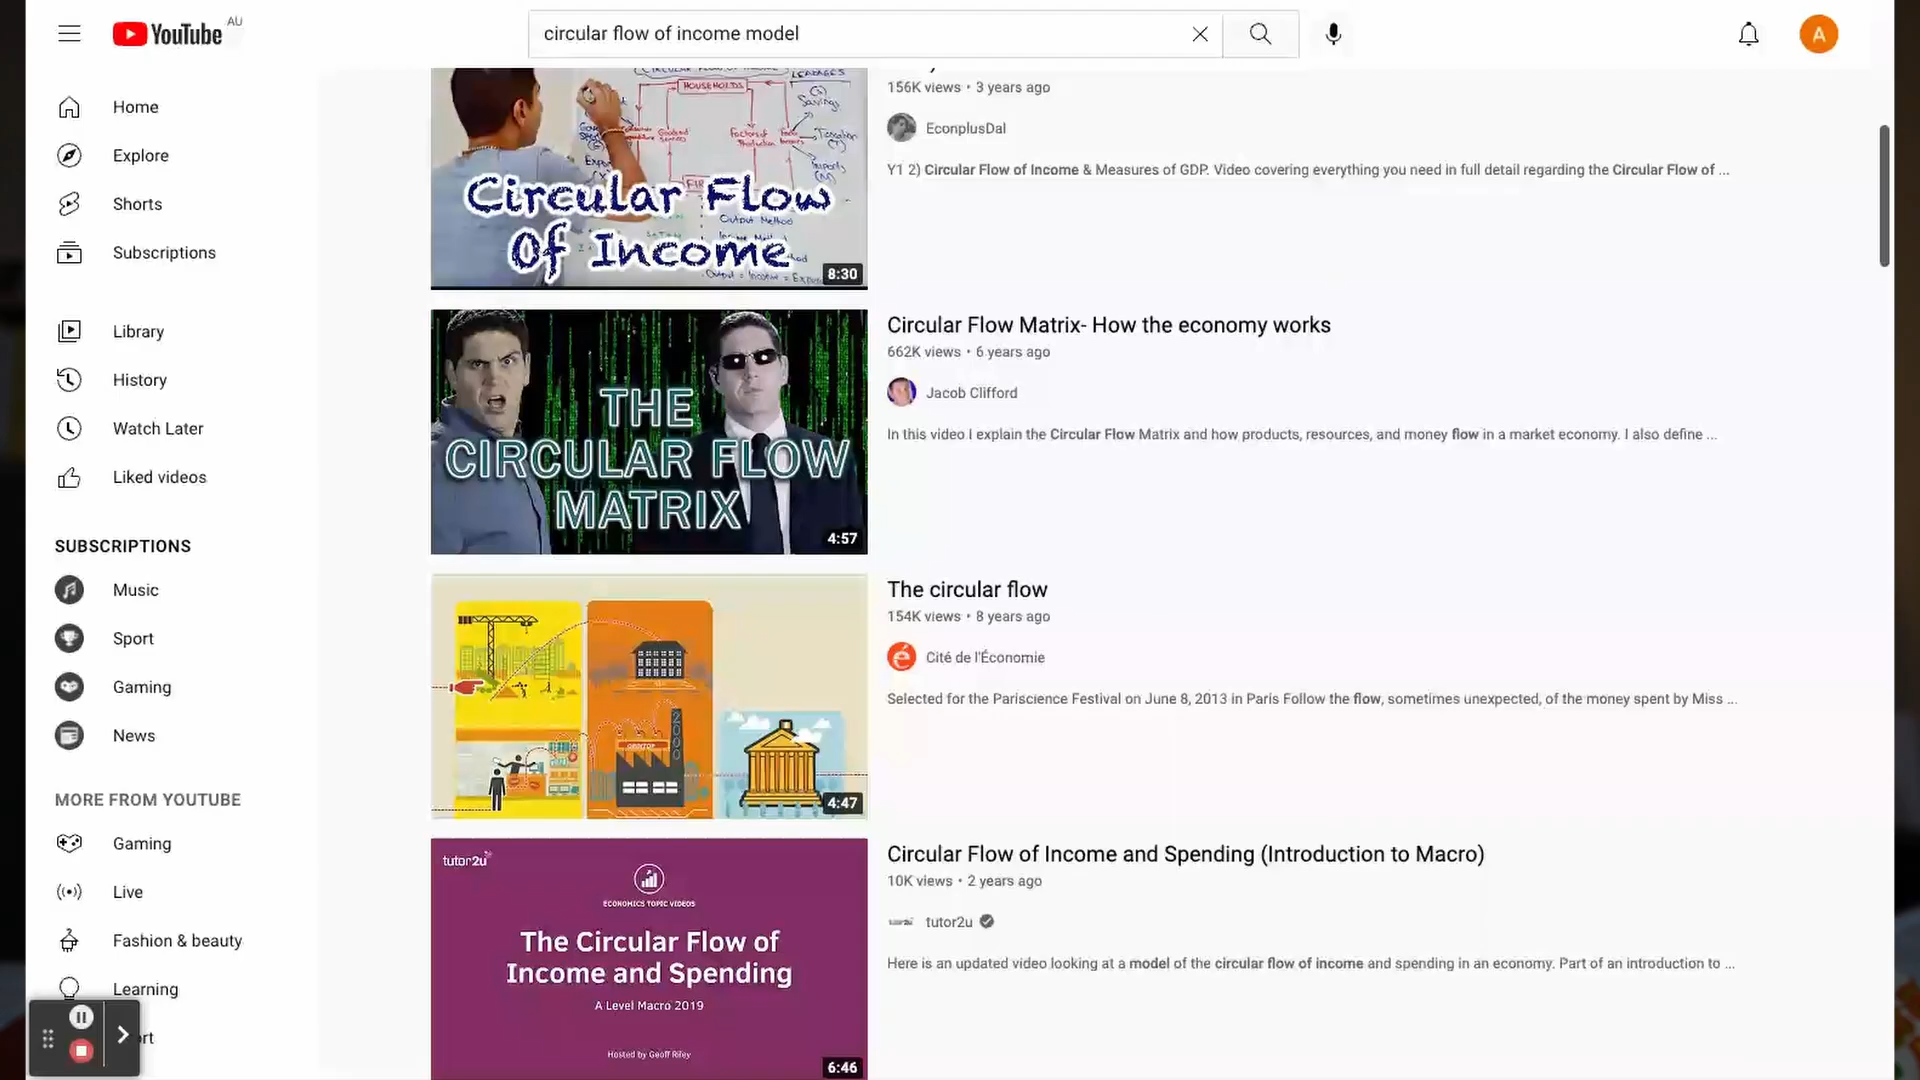 YouTube AU
circular flow of income model
A
Home
Explore
Shorts
Subscriptions
Library
History
Watch Later
Liked videos
SUBSCRIPTIONS
Music
Sport
Gaming
News
MORE FROM YOUTUBE
Gaming
Live
Fashion & beauty
Learning
ort
HOUSEHOLDS
Circular Flow
Of Income
8:30
156K views • 3 years ago
EconplusDal
Y1 2) Circular Flow of Income & Measures of GDP. Video covering everything you need in full detail regarding the Circular Flow of ...
THE
CIRCULAR FLOW
MATRIX
4:57
Circular Flow Matrix- How the economy works
662K views • 6 years ago
Jacob Clifford
In this video I explain the Circular Flow Matrix and how products, resources, and money flow in a market economy. I also define ...
2000
4:47
The circular flow
154K views • 8 years ago
é
Cité de l'Économie
Selected for the Pariscience Festival on June 8, 2013 in Paris Follow the flow, sometimes unexpected, of the money spent by Miss ...
tutor2u
ECONOMICS TOPIC VIDEOS
The Circular Flow of
Income and Spending
A Level Macro 2019
Hosted by Geoff Riley
6:46
Circular Flow of Income and Spending (Introduction to Macro)
10K views • 2 years ago
tutor2u
Here is an updated video looking at a model of the circular flow of income and spending in an economy. Part of an introduction to ...